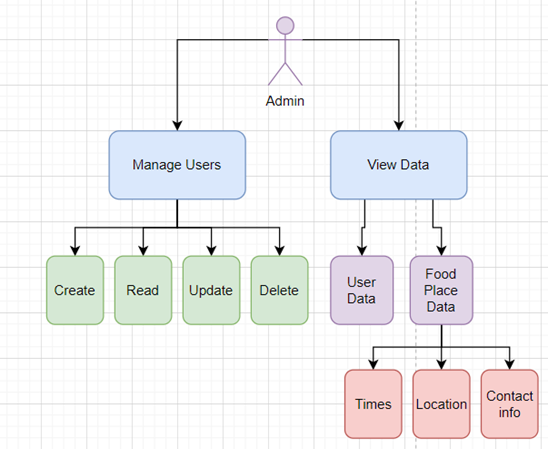 Admin
Manage Users
View Data
Create
Read
Update
Delete
User
Data
Food
Place
Data
Times
Location
Contact
info